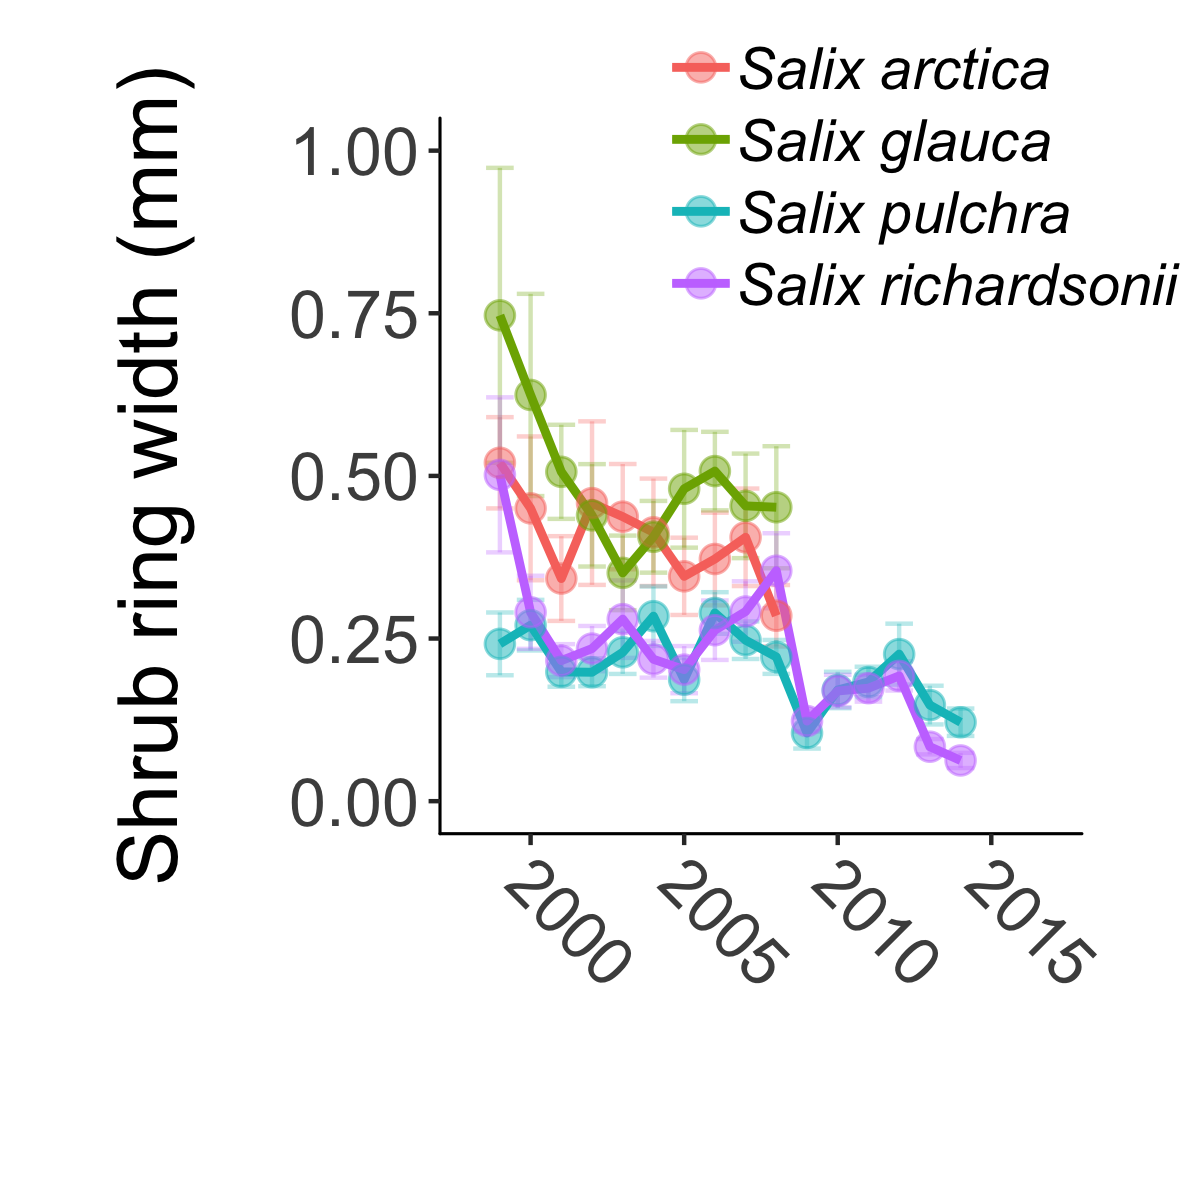 Salix arctica
Salix glauca
Salix pulchra
Salix richardsonii
Shrub ring width (mm)
1.00
0.75
0.50
0.25
0.00
2000
2005
2010
2015